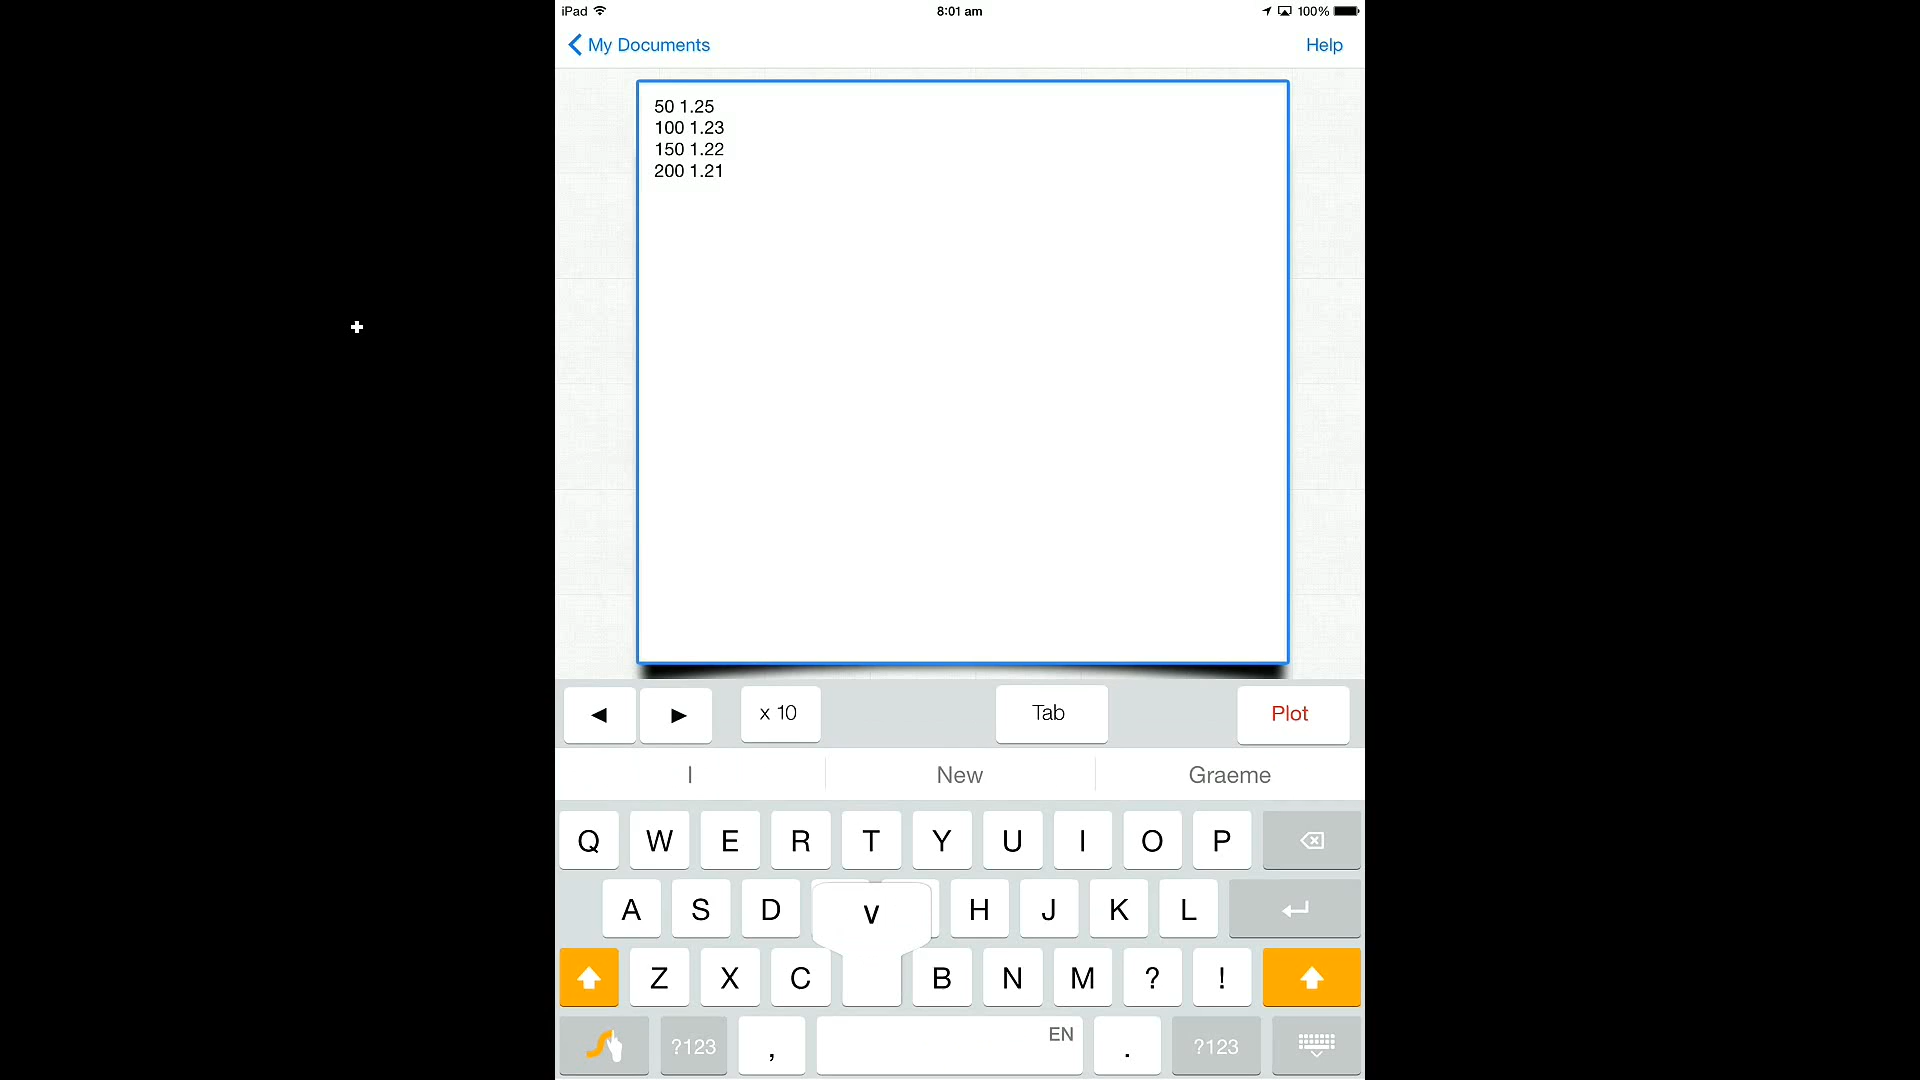 iPad 8:01 am 100%
My Documents Help
50 1.25
100 1.23
150 1.22
200 1.21
x 10 Tab Plot
I New Graeme
Q W E R T Y U I O P
A S D V H J K L
Z X C B N M ? !
EN
?123 , . ?123